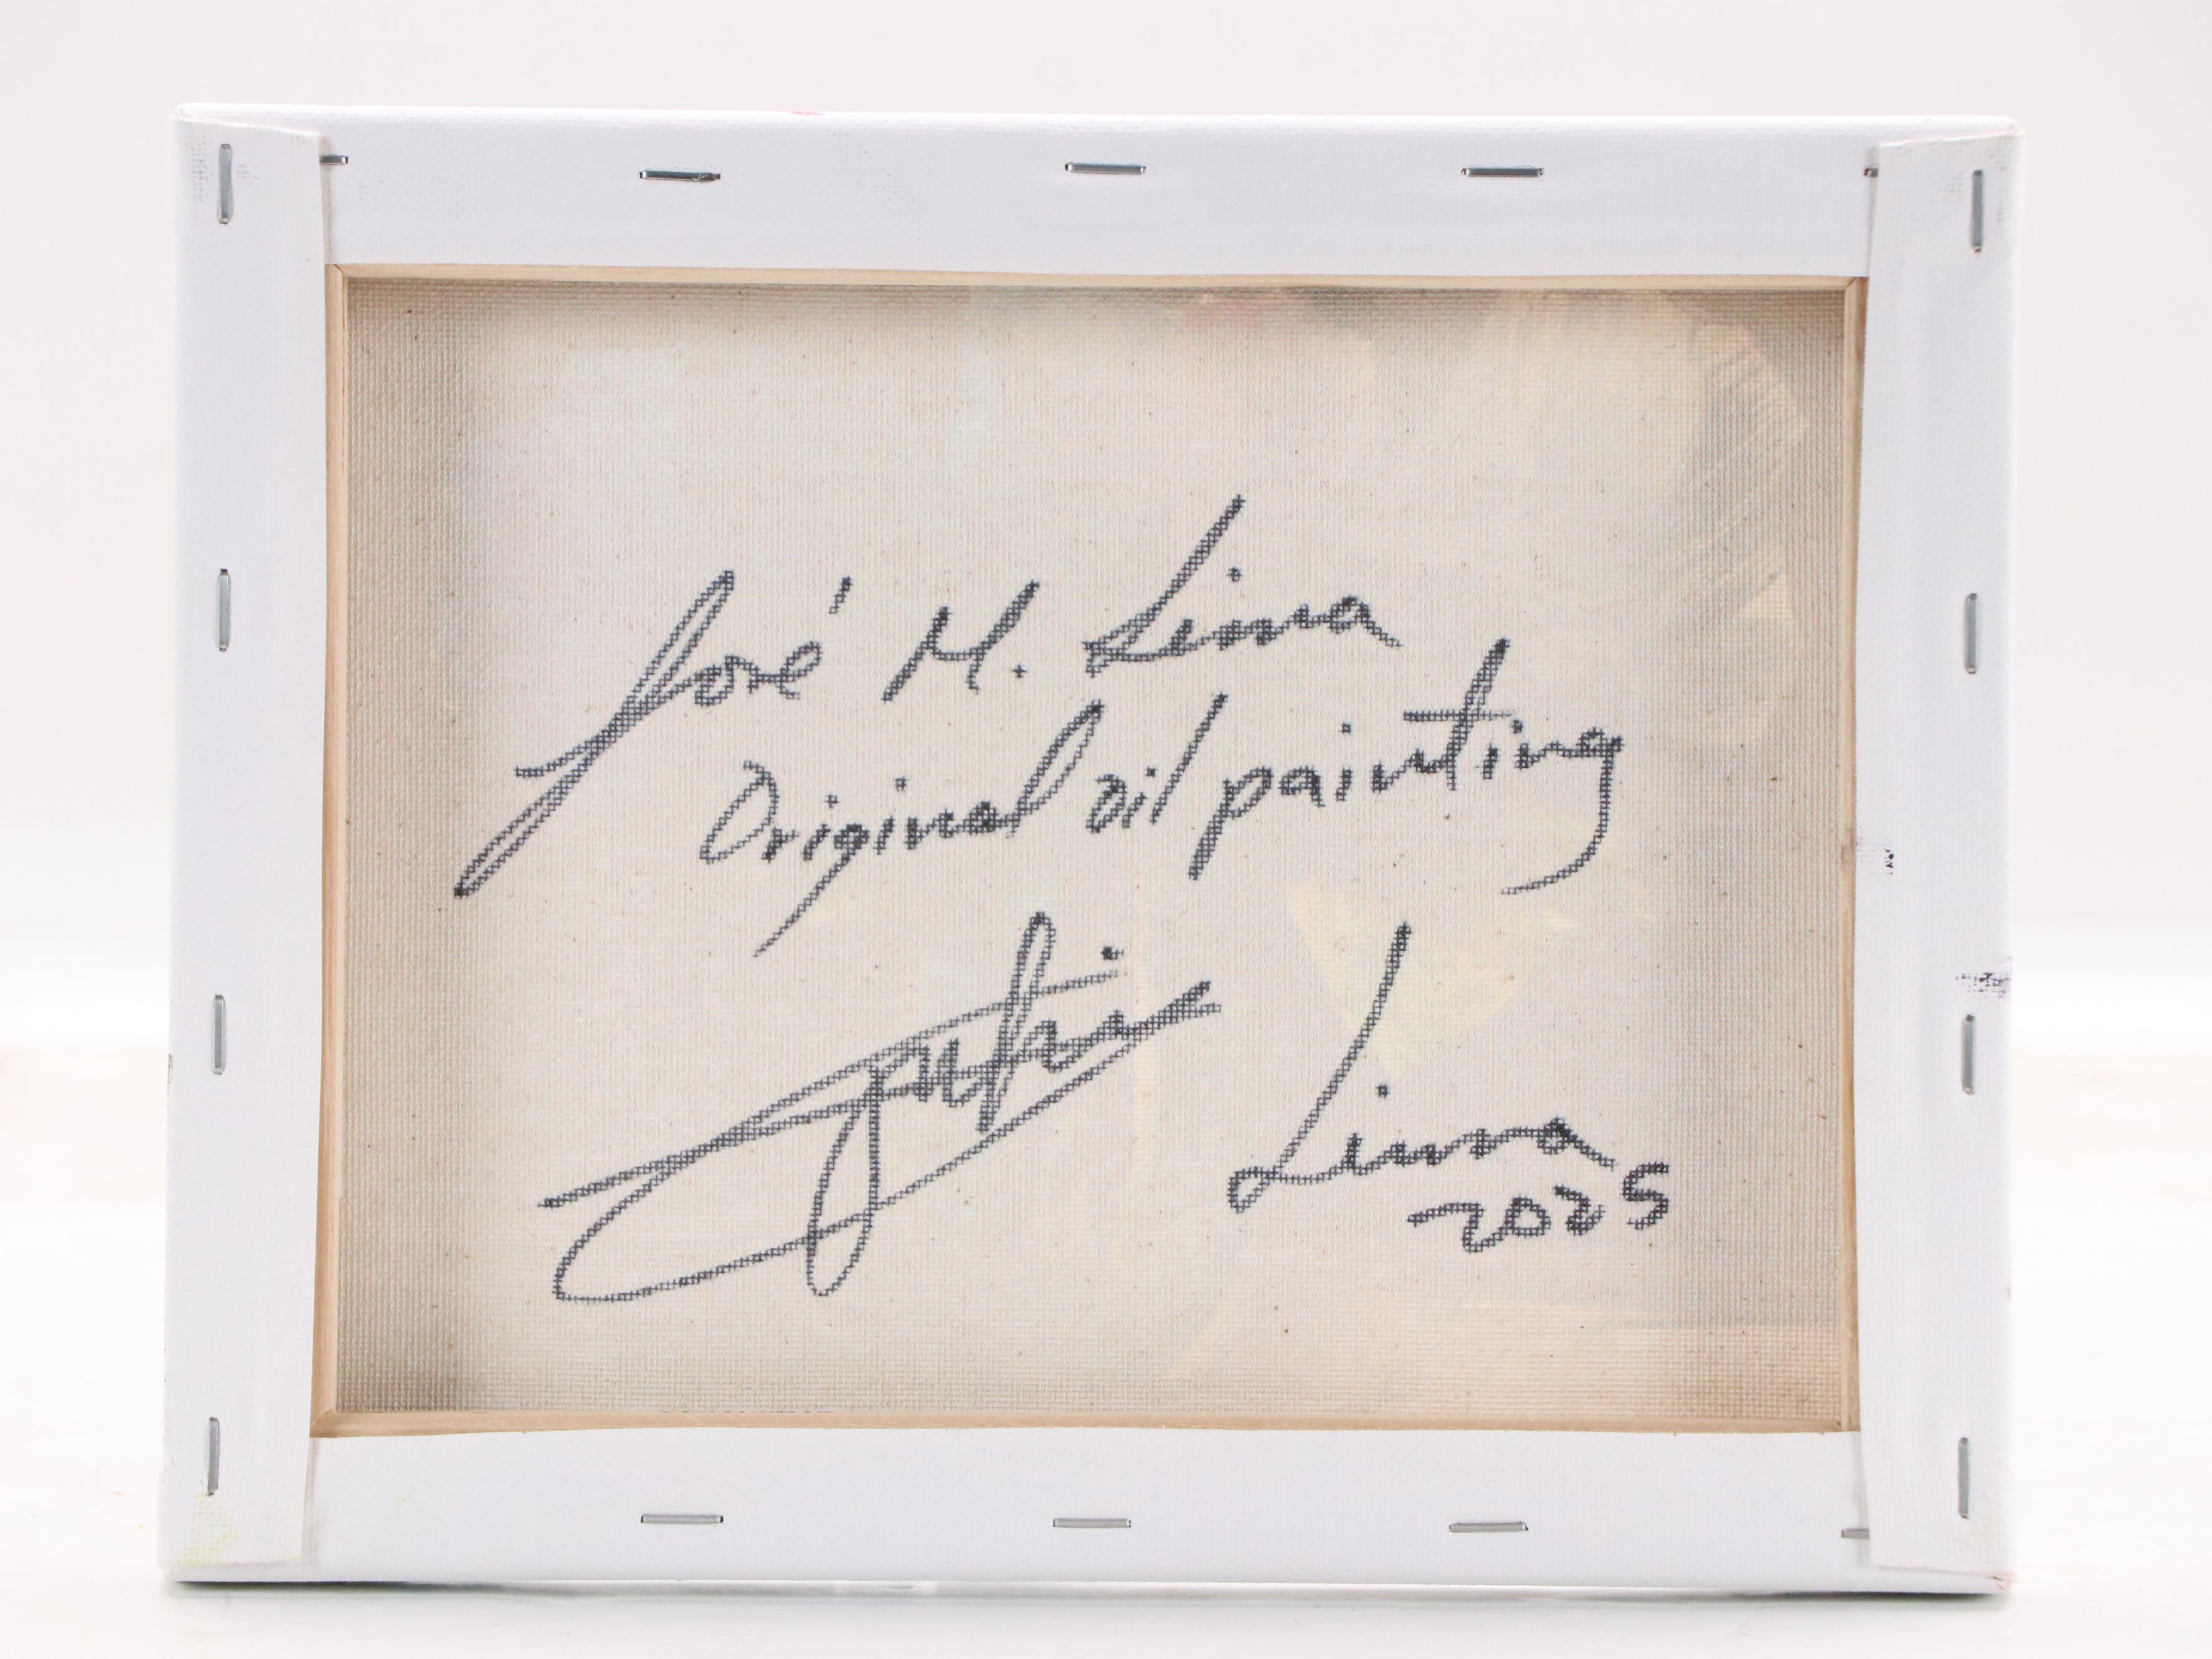 José M. Lima
Original oil painting
Lima
2025